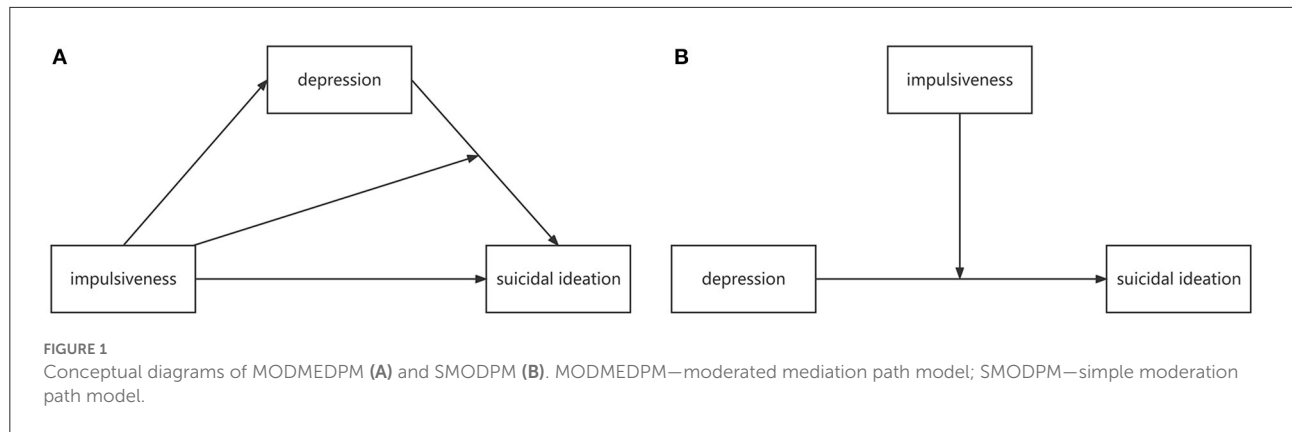 A
depression
impulsiveness
suicidal ideation
B
impulsiveness
depression
suicidal ideation
FIGURE 1
Conceptual diagrams of MODMEDPM (A) and SMODPM (B). MODMEDPM—moderated mediation path model; SMODPM—simple moderation
path model.